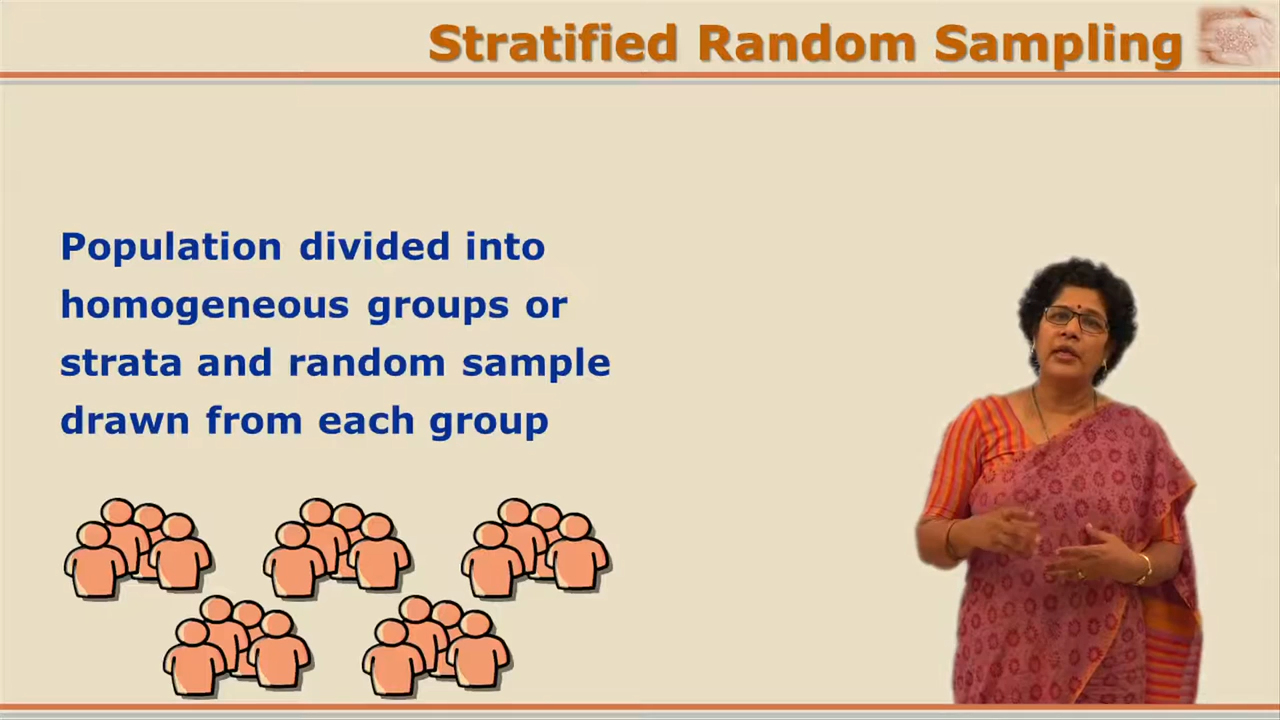 Stratified Random Sampling
Population divided into
homogeneous groups or
strata and random sample
drawn from each group